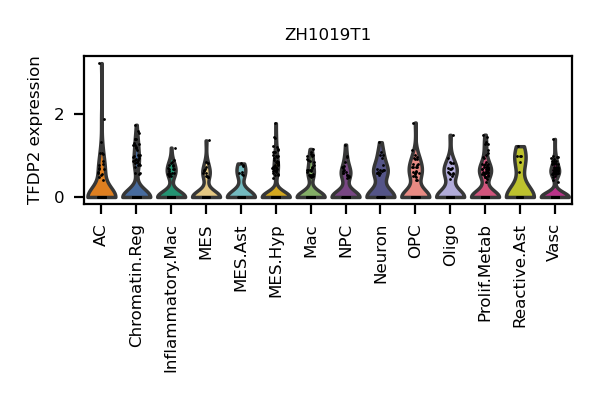 ZH1019T1
TFDP2 expression
2
0
AC
Chromatin.Reg
Inflammatory.Mac
MES
MES.Ast
MES.Hyp
Mac
NPC
Neuron
OPC
Oligo
Prolif.Metab
Reactive.Ast
Vasc